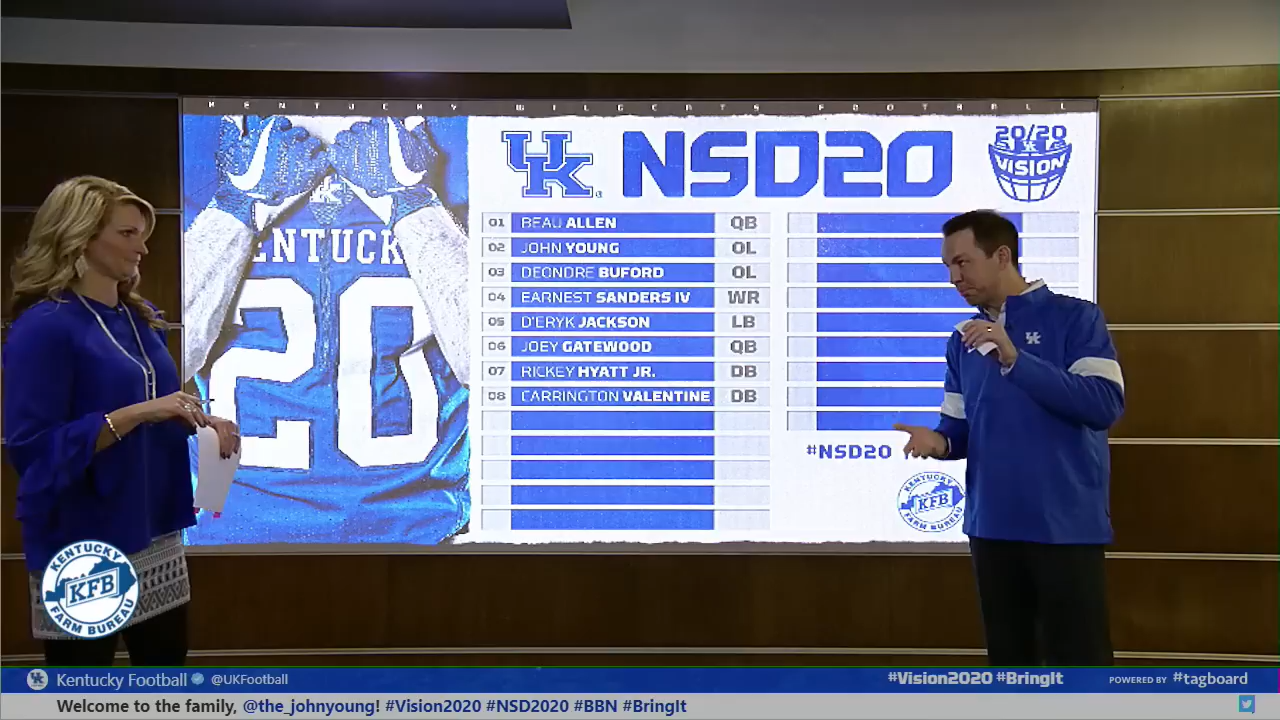 KENTUCKY WILDCATS FOOTBALL
ENTUCK
20
UK NSD20
20/20
VISION
01 BEAU ALLEN QB
02 JOHN YOUNG OL
03 DEONDRE BUFORD OL
04 EARNEST SANDERS IV WR
05 D'ERYK JACKSON LB
06 JOEY GATEWOOD QB
07 RICKEY HYATT JR. DB
08 CARRINGTON VALENTINE DB
#NSD20
KENTUCKY
KFB
FARM BUREAU
UK
KENTUCKY
KFB
FARM BUREAU
Kentucky Football @UKFootball #Vision2020 #BringIt POWERED BY #tagboard
Welcome to the family, @the_johnyoung! #Vision2020 #NSD2020 #BBN #BringIt